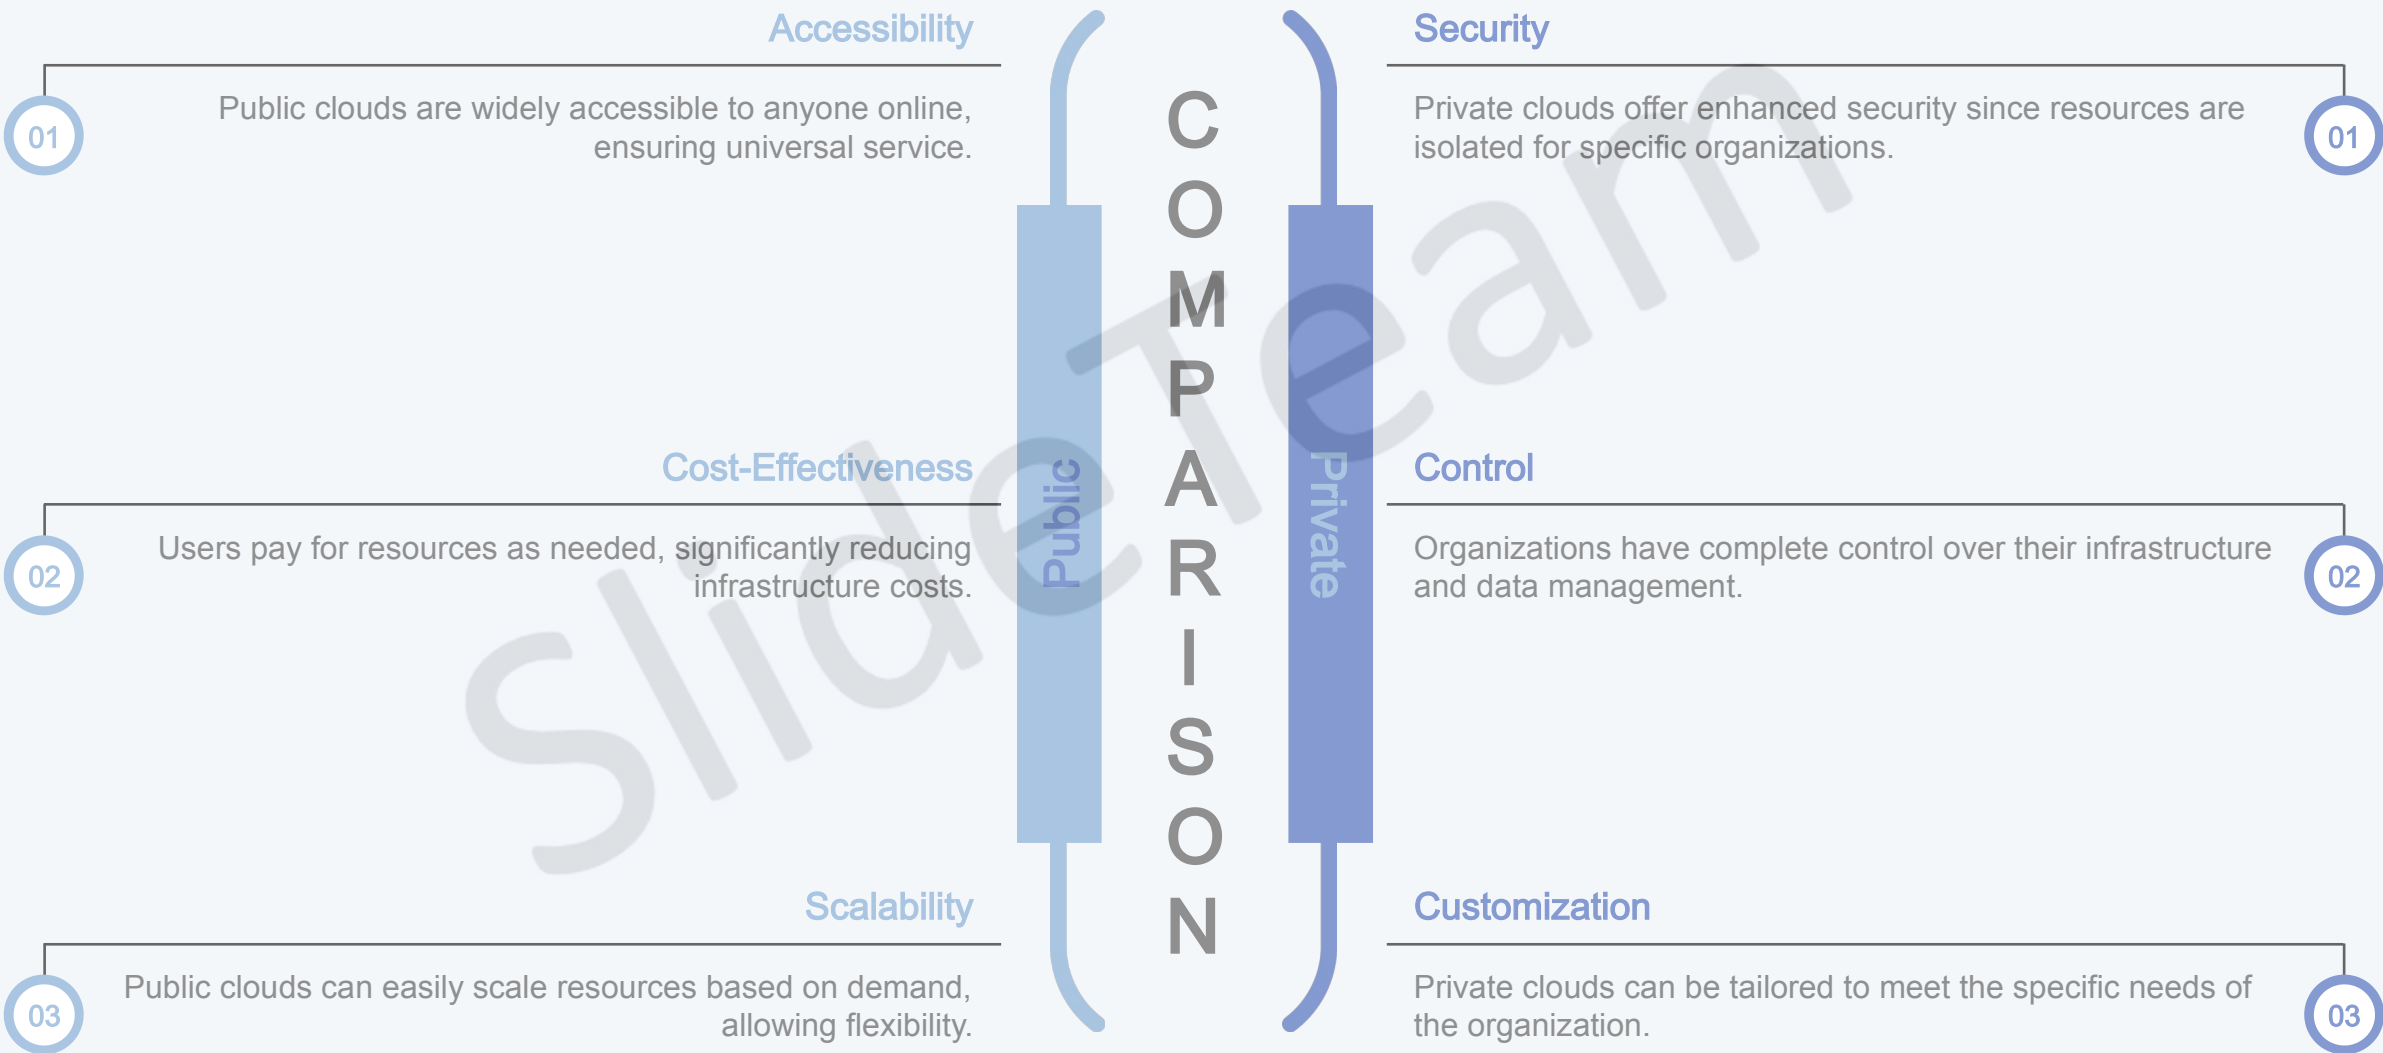 Accessibility
01
Public clouds are widely accessible to anyone online,
ensuring universal service.
Cost-Effectiveness
02
Users pay for resources as needed, significantly reducing
infrastructure costs.
Scalability
03
Public clouds can easily scale resources based on demand,
allowing flexibility.
Public
COMPARISON
Private
Security
01
Private clouds offer enhanced security since resources are
isolated for specific organizations.
Control
02
Organizations have complete control over their infrastructure
and data management.
Customization
03
Private clouds can be tailored to meet the specific needs of
the organization.
SlideTeam